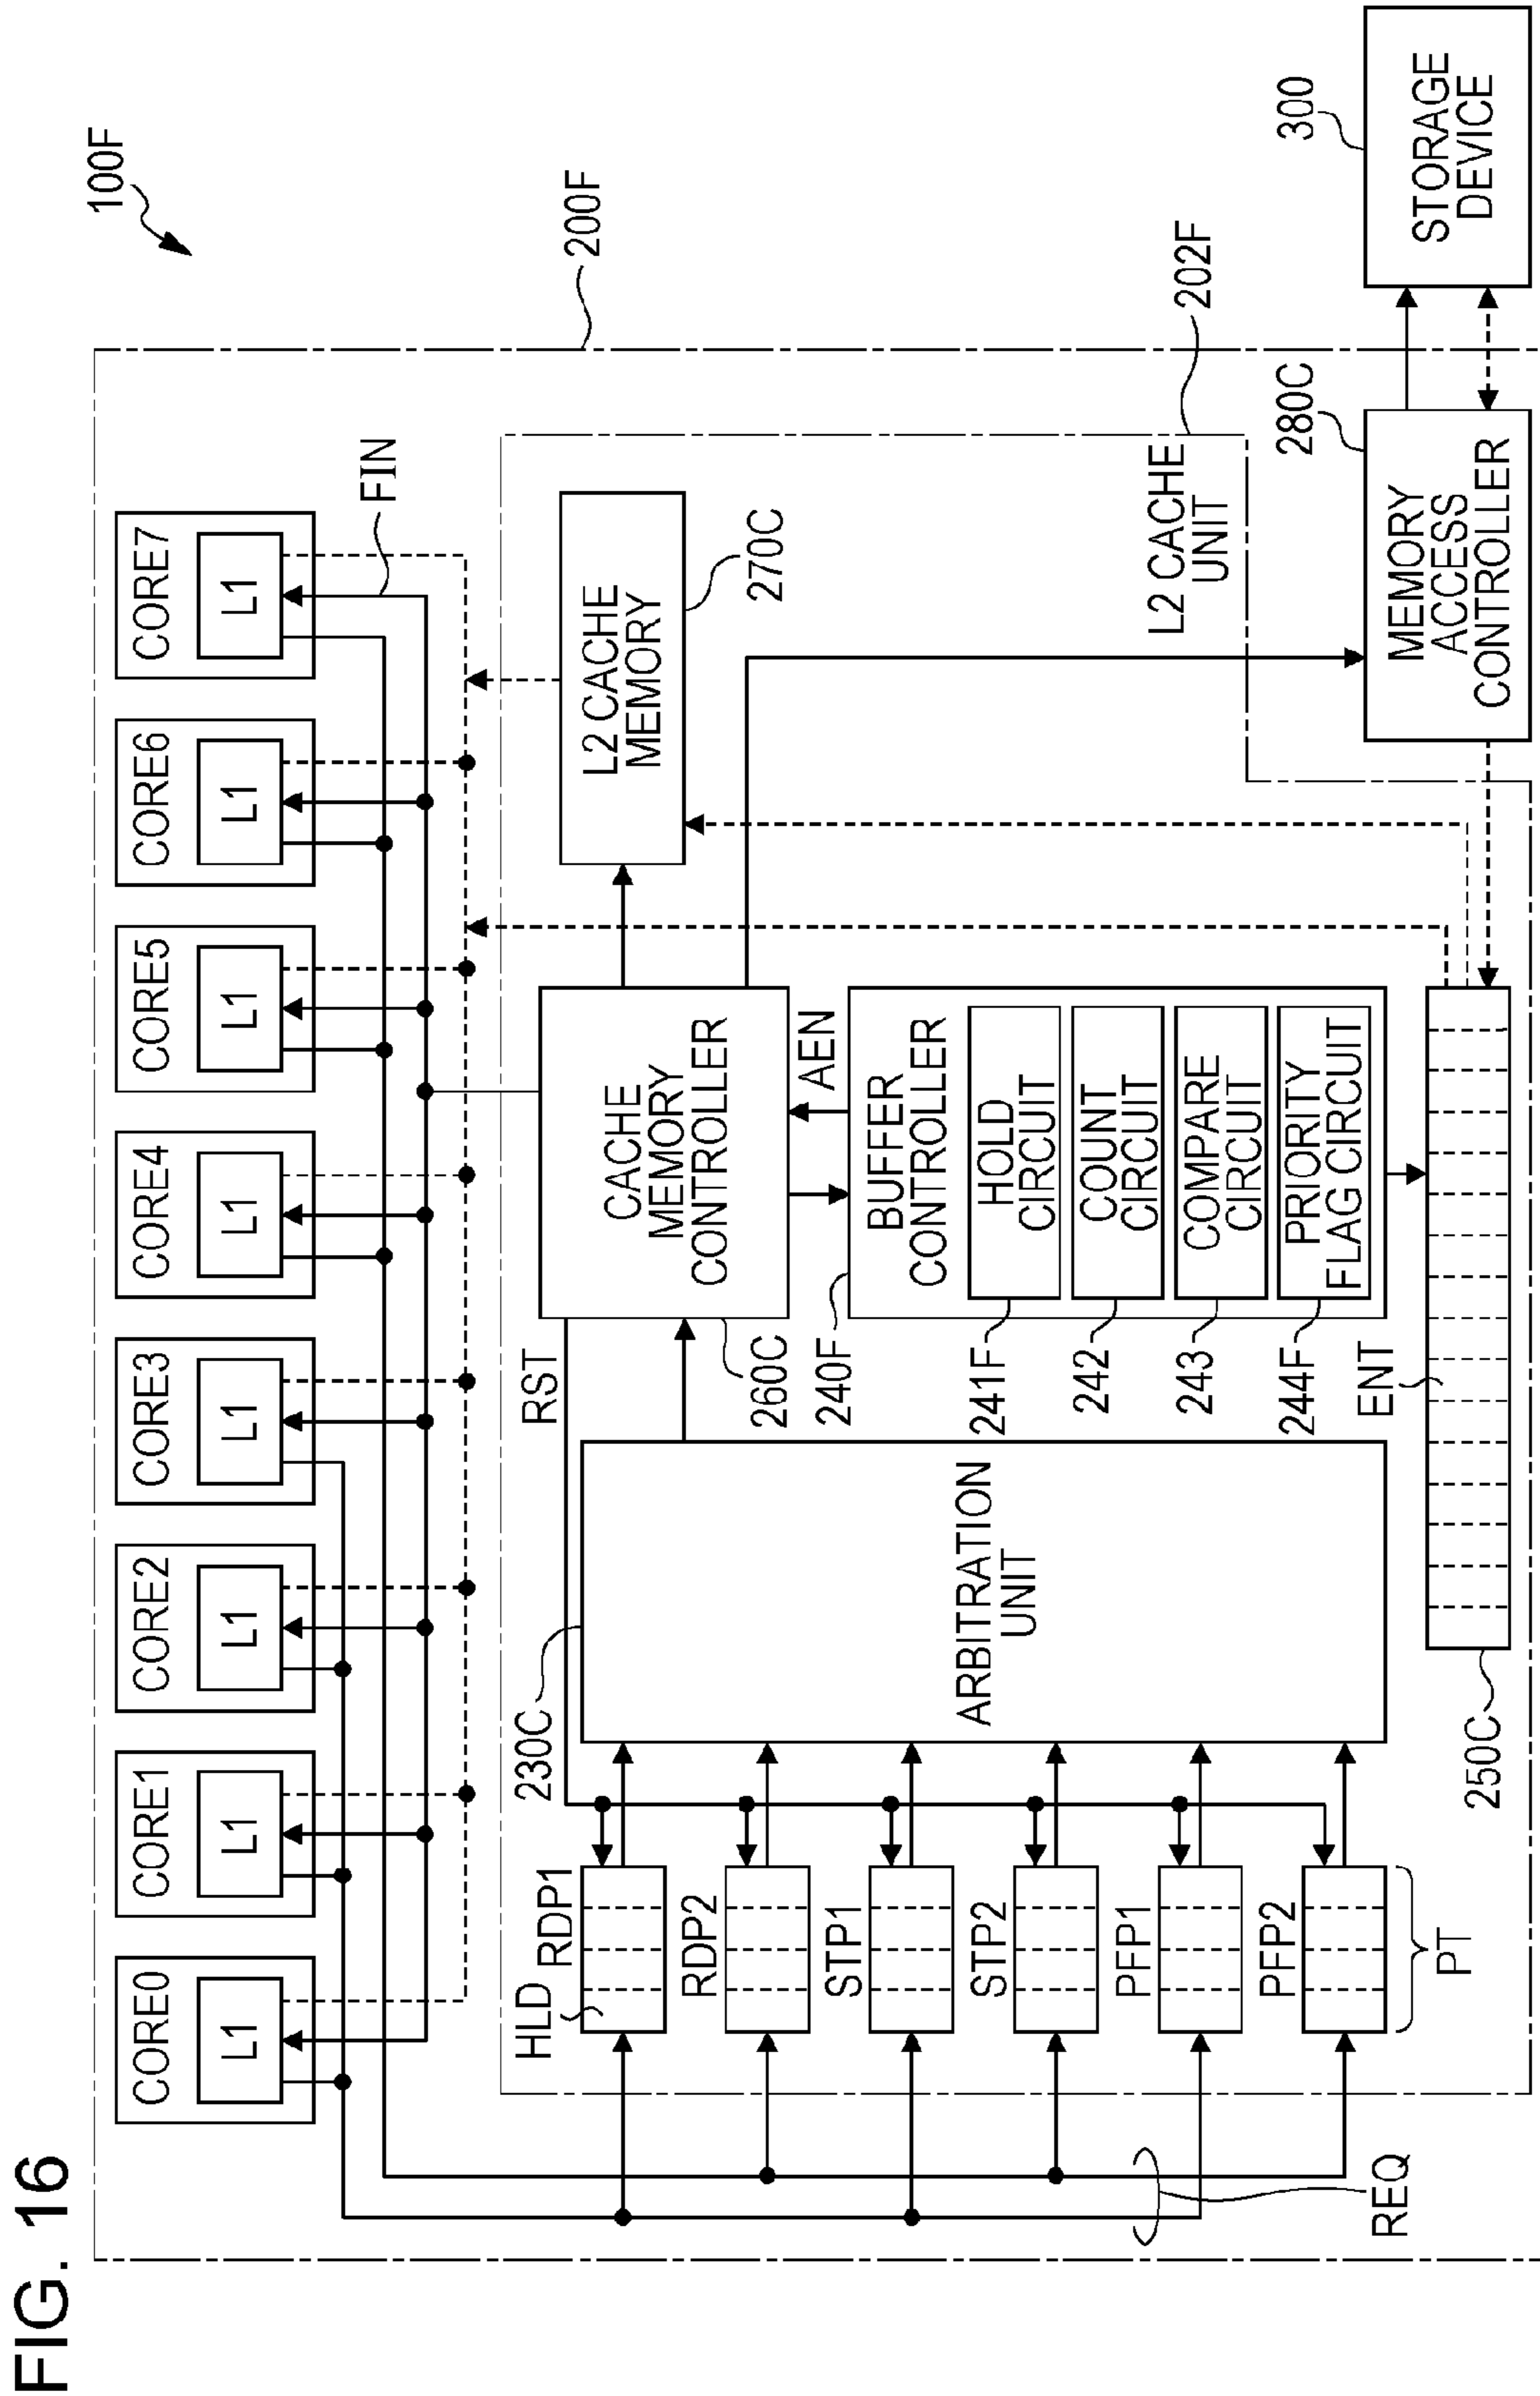 FIG. 16
100F
200F
CORE0
CORE1
CORE2
CORE3
CORE4
CORE5
CORE6
CORE7
L1
L1
L1
L1
L1
L1
L1
L1
FIN
RST
HLD
RDP1
RDP2
STP1
STP2
PFP1
PFP2
PT
REQ
230C
ARBITRATION
UNIT
CACHE
MEMORY
CONTROLLER
260C
AEN
240F
BUFFER
CONTROLLER
241F
HOLD
CIRCUIT
242
COUNT
CIRCUIT
243
COMPARE
CIRCUIT
244F
PRIORITY
FLAG CIRCUIT
ENT
250C
L2 CACHE
MEMORY
270C
L2 CACHE
UNIT
202F
280C
MEMORY
ACCESS
CONTROLLER
300
STORAGE
DEVICE